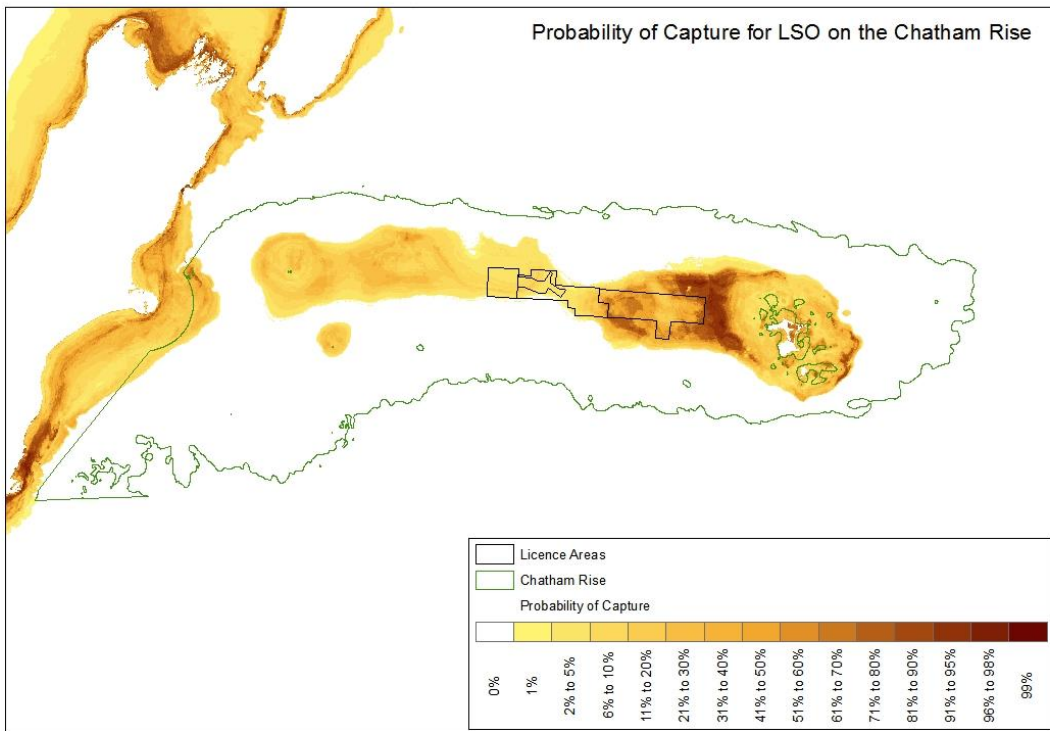 Probability of Capture for LSO on the Chatham Rise
Licence Areas
Chatham Rise
Probability of Capture
0%
1%
2% to 5%
6% to 10%
11% to 20%
21% to 30%
31% to 40%
41% to 50%
51% to 60%
61% to 70%
71% to 80%
81% to 90%
91% to 95%
96% to 98%
99%